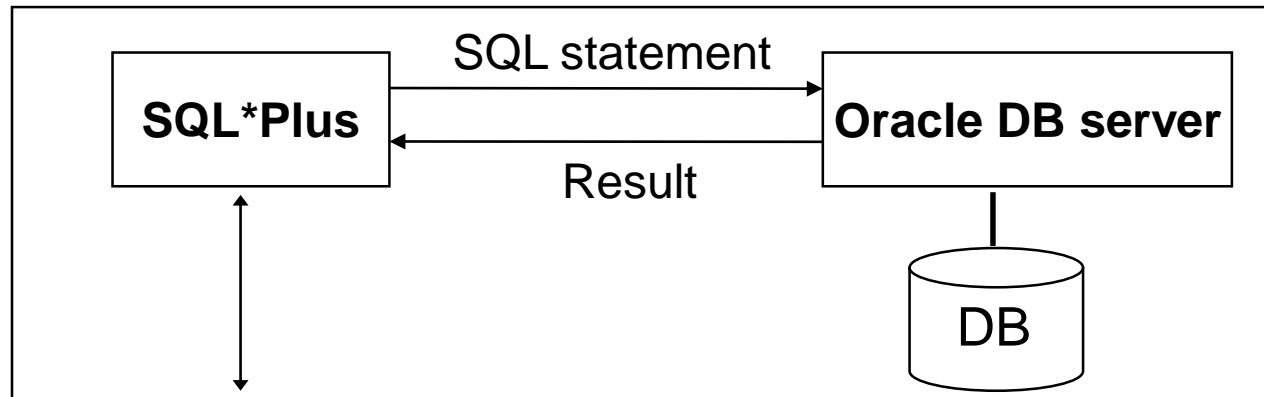 SQL statement
SQL*Plus
Oracle DB server
Result
DB